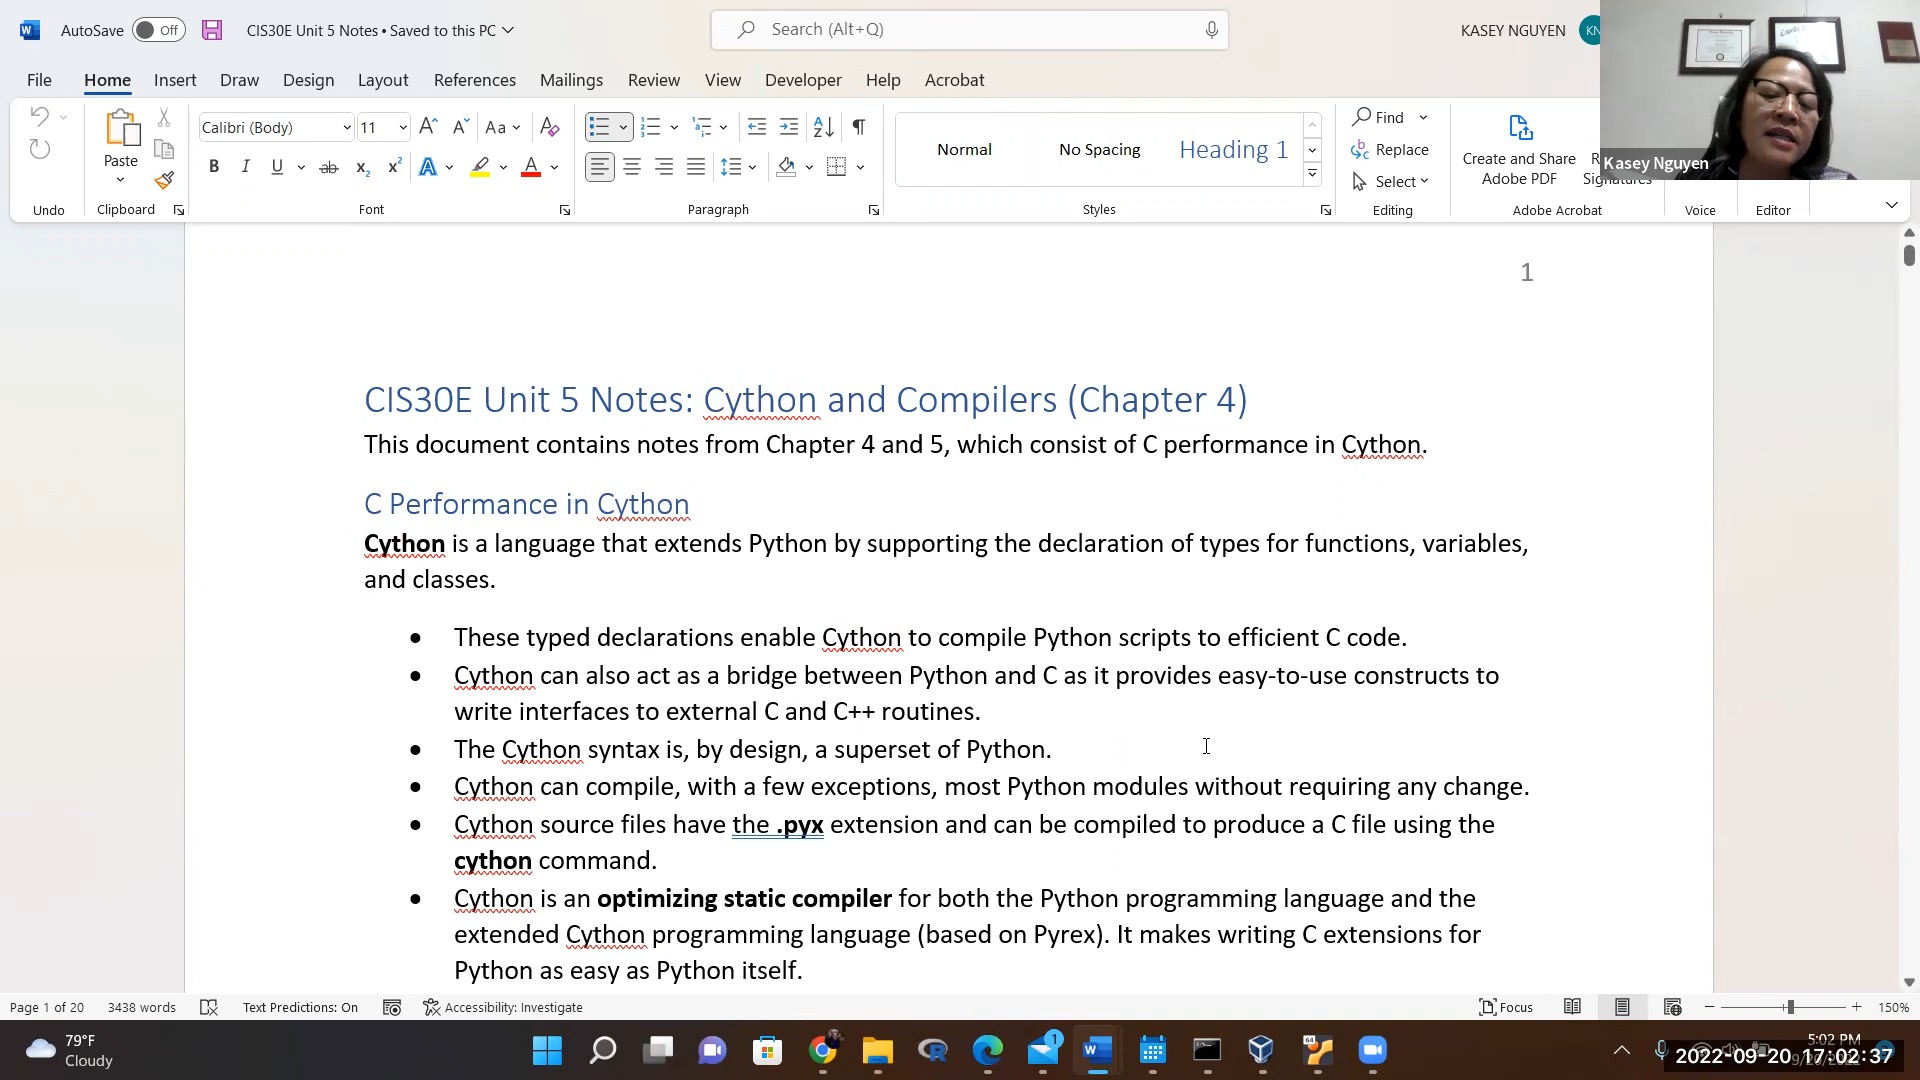 AutoSave Off CIS30E Unit 5 Notes • Saved to this PC Search (Alt+Q) KASEY NGUYEN KN
File Home Insert Draw Design Layout References Mailings Review View Developer Help Acrobat
Calibri (Body) 11
Paste
Normal No Spacing Heading 1
Find
Replace
Select
Create and Share
Adobe PDF
Kasey Nguyen
Undo Clipboard Font Paragraph Styles Editing Adobe Acrobat Voice Editor
1
CIS30E Unit 5 Notes: Cython and Compilers (Chapter 4)
This document contains notes from Chapter 4 and 5, which consist of C performance in Cython.
C Performance in Cython
Cython is a language that extends Python by supporting the declaration of types for functions, variables,
and classes.
• These typed declarations enable Cython to compile Python scripts to efficient C code.
• Cython can also act as a bridge between Python and C as it provides easy-to-use constructs to
write interfaces to external C and C++ routines.
• The Cython syntax is, by design, a superset of Python.
• Cython can compile, with a few exceptions, most Python modules without requiring any change.
• Cython source files have the .pyx extension and can be compiled to produce a C file using the
cython command.
• Cython is an optimizing static compiler for both the Python programming language and the
extended Cython programming language (based on Pyrex). It makes writing C extensions for
Python as easy as Python itself.
Page 1 of 20 3438 words Text Predictions: On Accessibility: Investigate Focus 150%
79°F
Cloudy
5:02 PM
2022-09-20 17:02:37